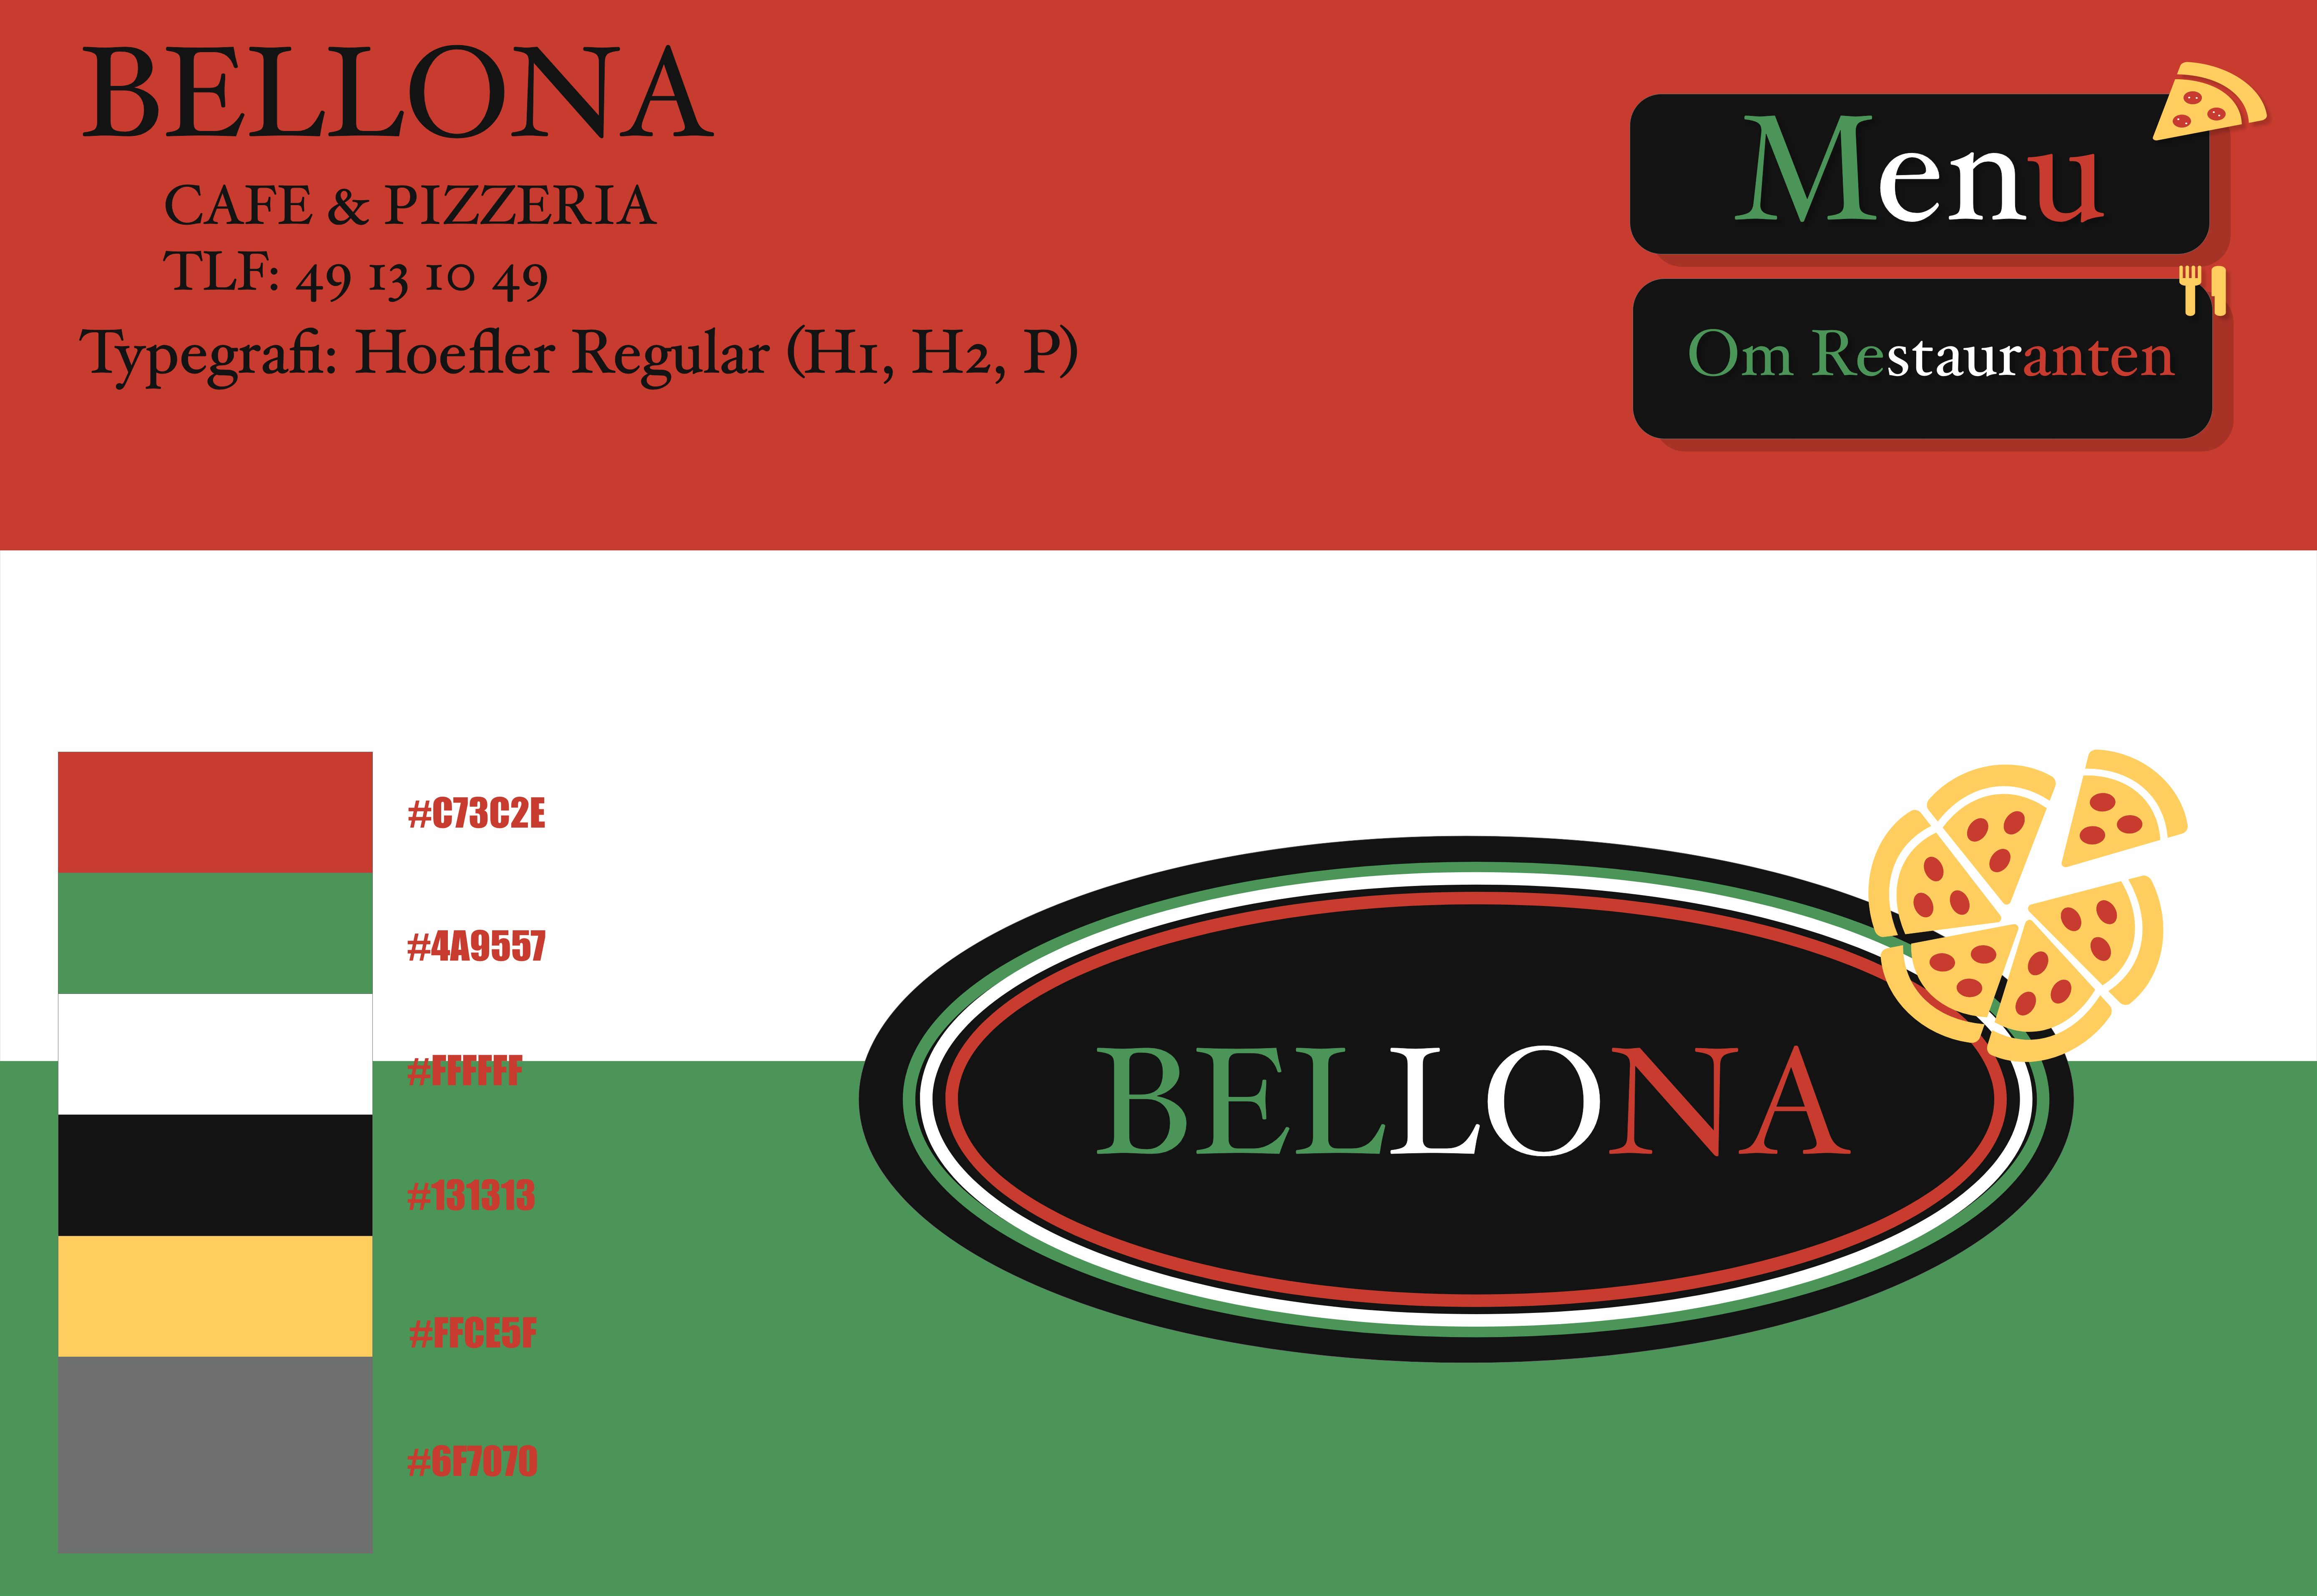 BELLONA
CAFE & PIZZERIA
TLF: 49 13 10 49
Typegrafi: Hoefler Regular (H1, H2, P)
Menu
Om Restauranten
#C73C2E
#4A9557
#FFFFFF
#131313
#FFCE5F
#6F7070
BELLONA